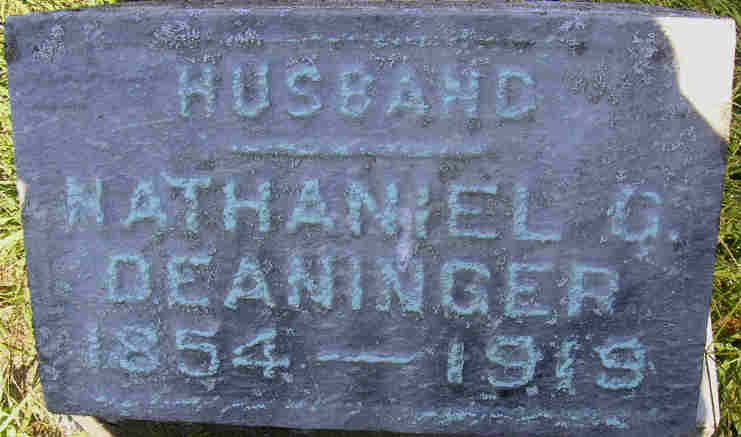 HUSBAND
NATHANIEL G.
DEANINGER
1854 — 1919